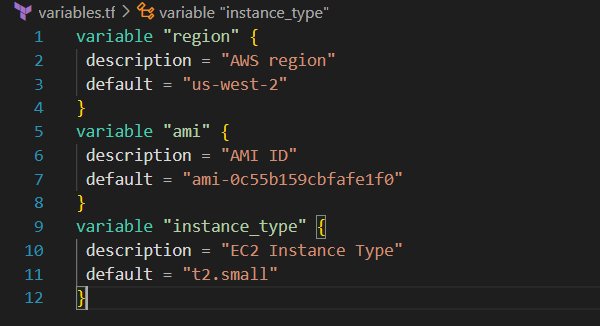 variables.tf > variable "instance_type"
1 variable "region" {
2 description = "AWS region"
3 default = "us-west-2"
4 }
5 variable "ami" {
6 description = "AMI ID"
7 default = "ami-0c55b159cbfafe1f0"
8 }
9 variable "instance_type" {
10 description = "EC2 Instance Type"
11 default = "t2.small"
12 }